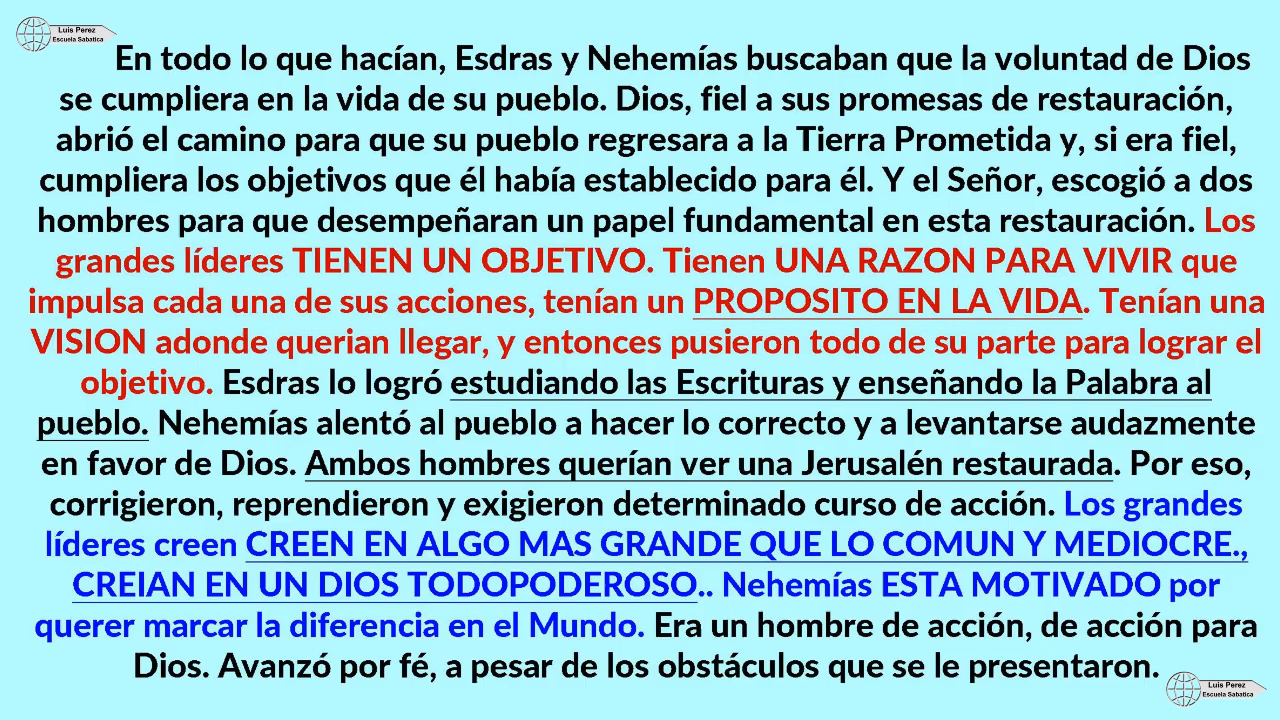 Luis Perez
Escuela Sabatica
En todo lo que hacían, Esdras y Nehemías buscaban que la voluntad de Dios
se cumpliera en la vida de su pueblo. Dios, fiel a sus promesas de restauración,
abrió el camino para que su pueblo regresara a la Tierra Prometida y, si era fiel,
cumpliera los objetivos que él había establecido para él. Y el Señor, escogió a dos
hombres para que desempeñaran un papel fundamental en esta restauración. Los
grandes líderes TIENEN UN OBJETIVO. Tienen UNA RAZON PARA VIVIR que
impulsa cada una de sus acciones, tenían un PROPOSITO EN LA VIDA. Tenían una
VISION adonde querian llegar, y entonces pusieron todo de su parte para lograr el
objetivo. Esdras lo logró estudiando las Escrituras y enseñando la Palabra al
pueblo. Nehemías alentó al pueblo a hacer lo correcto y a levantarse audazmente
en favor de Dios. Ambos hombres querían ver una Jerusalén restaurada. Por eso,
corrigieron, reprendieron y exigieron determinado curso de acción. Los grandes
líderes creen CREEN EN ALGO MAS GRANDE QUE LO COMUN Y MEDIOCRE.,
CREIAN EN UN DIOS TODOPODEROSO.. Nehemías ESTA MOTIVADO por
querer marcar la diferencia en el Mundo. Era un hombre de acción, de acción para
Dios. Avanzó por fé, a pesar de los obstáculos que se le presentaron.
Luis Perez
Escuela Sabatica